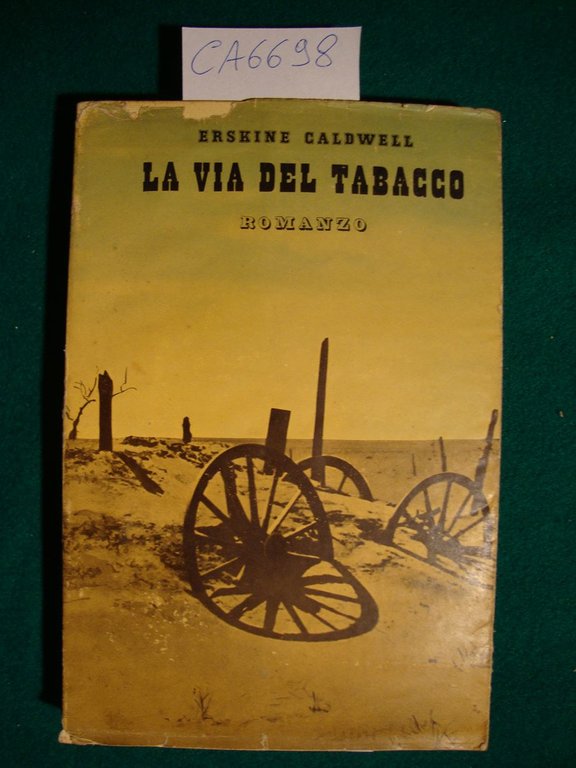 CA6698
ERSKINE CALDWELL
LA VIA DEL TABACCO
ROMANZO